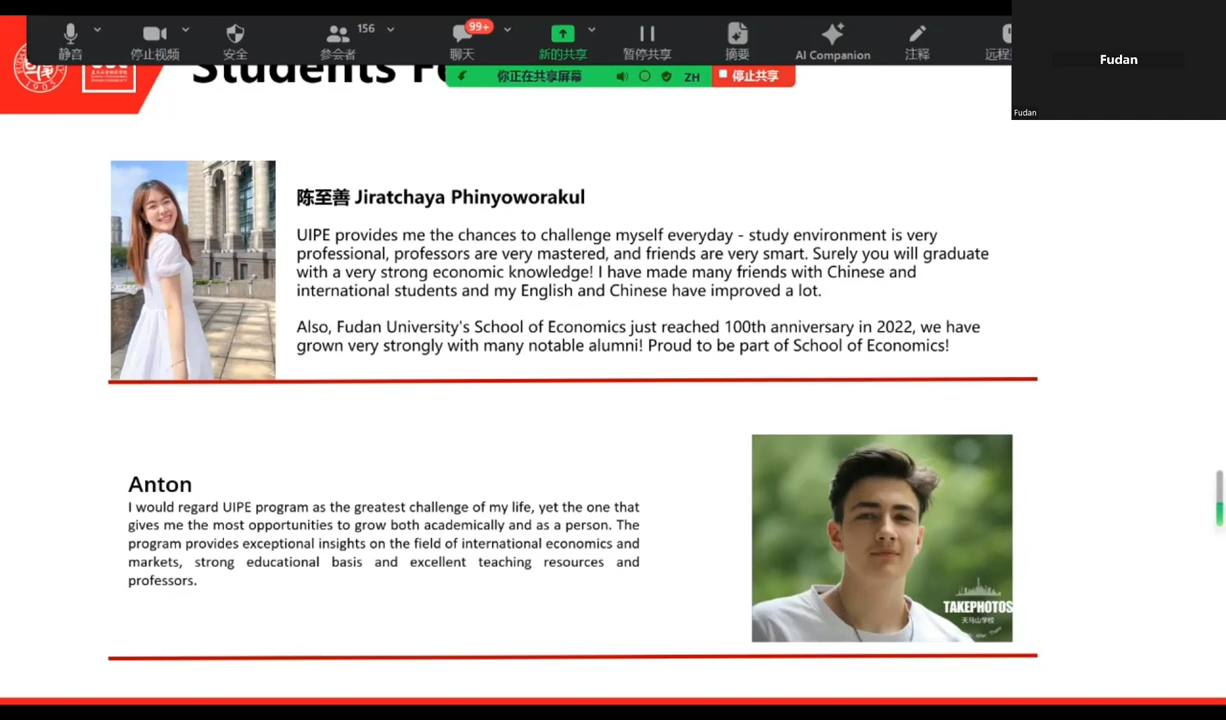 静音
停止视频
安全
156
参会者
99+
聊天
新的共享
暂停共享
摘要
AI Companion
注释
远程
Fudan
Fudan
你正在共享屏幕
ZH
停止共享
Students
陈至善 Jiratchaya Phinyoworakul
UIPE provides me the chances to challenge myself everyday - study environment is very
professional, professors are very mastered, and friends are very smart. Surely you will graduate
with a very strong economic knowledge! I have made many friends with Chinese and
international students and my English and Chinese have improved a lot.
Also, Fudan University's School of Economics just reached 100th anniversary in 2022, we have
grown very strongly with many notable alumni! Proud to be part of School of Economics!
Anton
I would regard UIPE program as the greatest challenge of my life, yet the one that
gives me the most opportunities to grow both academically and as a person. The
program provides exceptional insights on the field of international economics and
markets, strong educational basis and excellent teaching resources and
professors.
TAKEPHOTOS
天马山学校